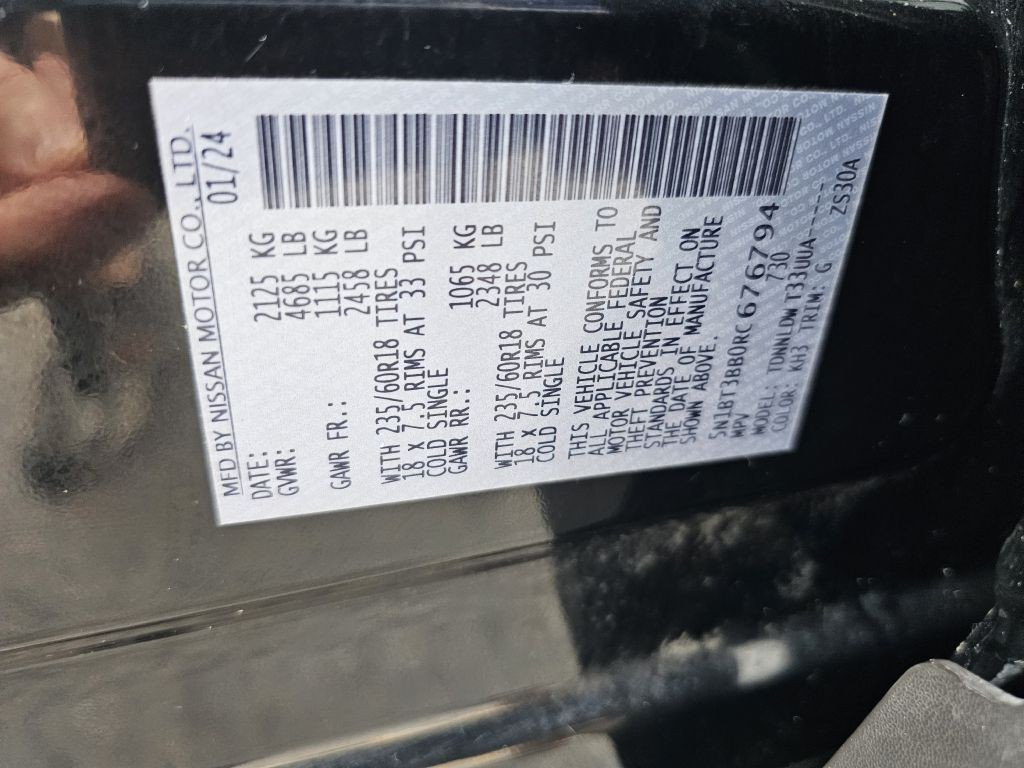 MFD BY NISSAN MOTOR CO., LTD.
DATE: 01/24
GVWR: 2125 KG
4685 LB
GAWR FR.: 1115 KG
2458 LB
WITH 235/60R18 TIRES
18 X 7.5 RIMS AT 33 PSI
COLD SINGLE
GAWR RR.: 1065 KG
2348 LB
WITH 235/60R18 TIRES
18 X 7.5 RIMS AT 30 PSI
COLD SINGLE
THIS VEHICLE CONFORMS TO
ALL APPLICABLE FEDERAL
MOTOR VEHICLE SAFETY AND
THEFT PREVENTION
STANDARDS IN EFFECT ON
THE DATE OF MANUFACTURE
SHOWN ABOVE.
5N1BT3BB0RC676794
MPV 730
MODEL: TDNNLDW T33UUA-----
COLOR: KH3 TRIM: G ZS30A